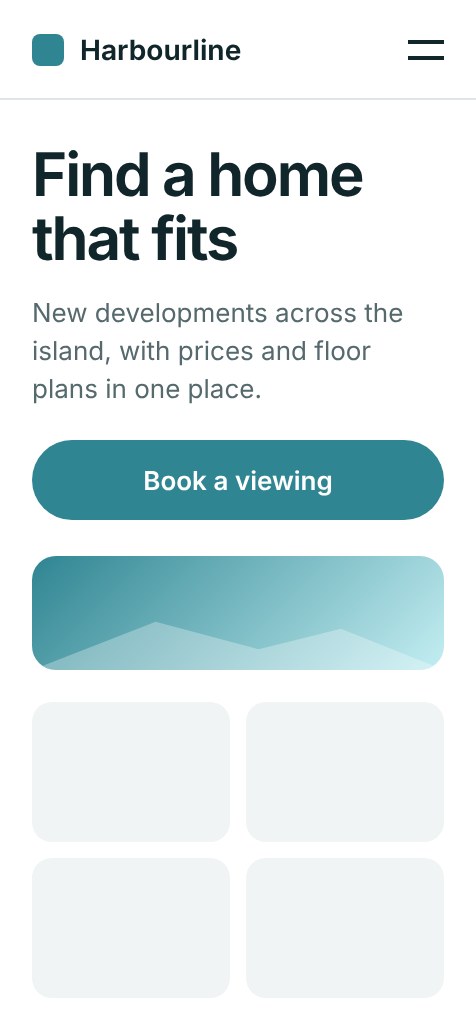 Harbourline
Find a home
that fits
New developments across the
island, with prices and floor
plans in one place.
Book a viewing